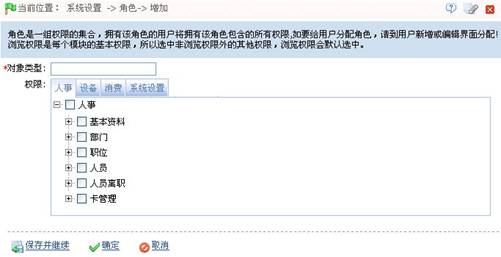 当前位置: 系统设置 -> 角色-> 增加
角色是一组权限的集合，拥有该角色的用户将拥有该角色包含的所有权限,如要给用户分配角色，请到用户新增或编辑界面分配!
浏览权限是每个模块的基本权限，所以选中非浏览权限外的其他权限，浏览权限会默认选中。
*对象类型:
权限: 人事 设备 消费 系统设置
人事
基本资料
部门
职位
人员
人员离职
卡管理
保存并继续 确定 取消